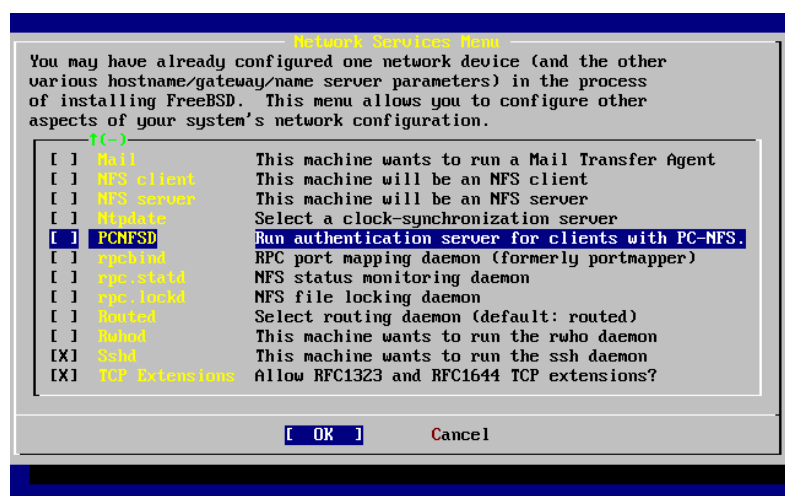 Network Services Menu
You may have already configured one network device (and the other
various hostname/gateway/name server parameters) in the process
of installing FreeBSD.  This menu allows you to configure other
aspects of your system's network configuration.
↑(-)
[ ] Mail This machine wants to run a Mail Transfer Agent
[ ] NFS client This machine will be an NFS client
[ ] NFS server This machine will be an NFS server
[ ] Ntpdate Select a clock-synchronization server
[ ] PCNFSD Run authentication server for clients with PC-NFS.
[ ] rpcbind RPC port mapping daemon (formerly portmapper)
[ ] rpc.statd NFS status monitoring daemon
[ ] rpc.lockd NFS file locking daemon
[ ] Routed Select routing daemon (default: routed)
[ ] Rwhod This machine wants to run the rwho daemon
[X] Sshd This machine wants to run the ssh daemon
[X] TCP Extensions Allow RFC1323 and RFC1644 TCP extensions?
[ OK ] Cancel